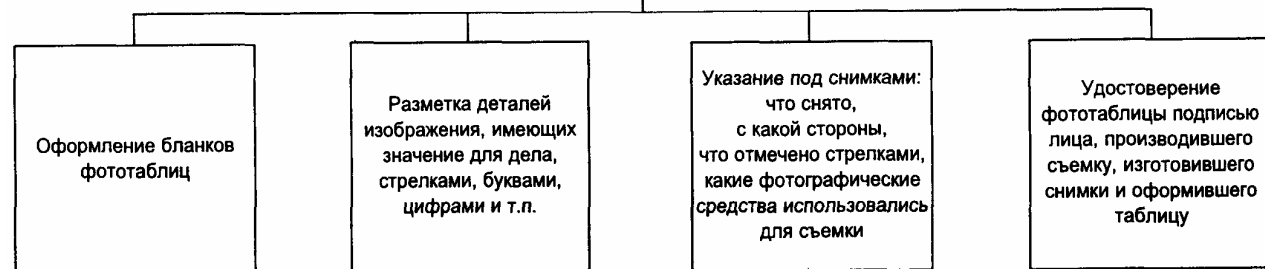 Оформление бланков
фототаблиц
Разметка деталей
изображения, имеющих
значение для дела,
стрелками, буквами,
цифрами и т.п.
Указание под снимками:
что снято,
с какой стороны,
что отмечено стрелками,
какие фотографические
средства использовались
для съемки
Удостоверение
фототаблицы подписью
лица, производившего
съемку, изготовившего
снимки и оформившего
таблицу